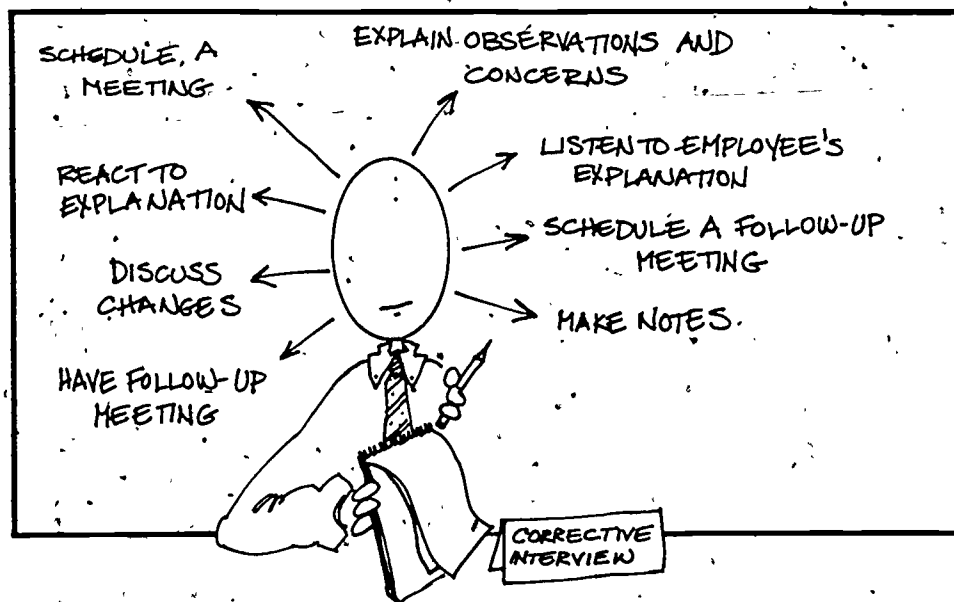 SCHEDULE A
MEETING
EXPLAIN OBSERVATIONS AND
CONCERNS
REACT TO
EXPLANATION
LISTEN TO EMPLOYEE'S
EXPLANATION
DISCUSS
CHANGES
SCHEDULE A FOLLOW-UP
MEETING
HAVE FOLLOW-UP
MEETING
MAKE NOTES.
CORRECTIVE
INTERVIEW